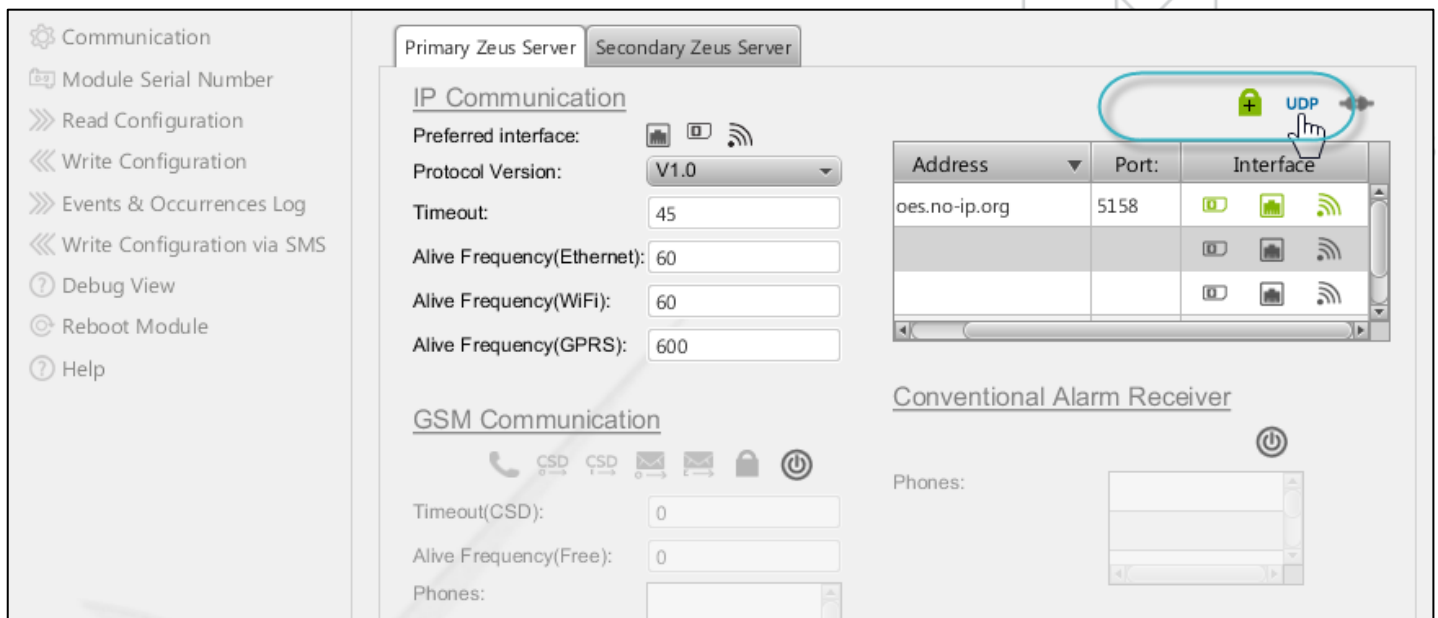 Communication
Module Serial Number
Read Configuration
Write Configuration
Events & Occurrences Log
Write Configuration via SMS
Debug View
Reboot Module
Help
Primary Zeus Server
Secondary Zeus Server
IP Communication
Preferred interface:
Protocol Version: V1.0
Timeout: 45
Alive Frequency(Ethernet): 60
Alive Frequency(WiFi): 60
Alive Frequency(GPRS): 600
UDP
Address Port: Interface
oes.no-ip.org 5158
GSM Communication
CSD CSD
Timeout(CSD): 0
Alive Frequency(Free): 0
Phones:
Conventional Alarm Receiver
Phones: